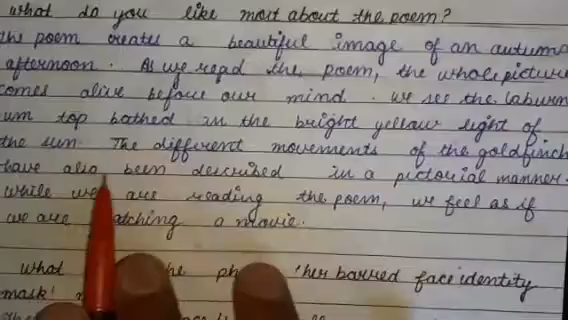 what do you like most about the poem?
the poem creates a beautiful image of an autumn
afternoon. As we read the poem, the whole picture
comes alive before our mind. we see the laburn
um top bathed in the bright yellow light of
the sun. The different movements of the goldfinch
have also been described in a pictorial manner.
while we are reading the poem, we feel as if
we are watching a movie.
what the ph her barred face identity
mask'